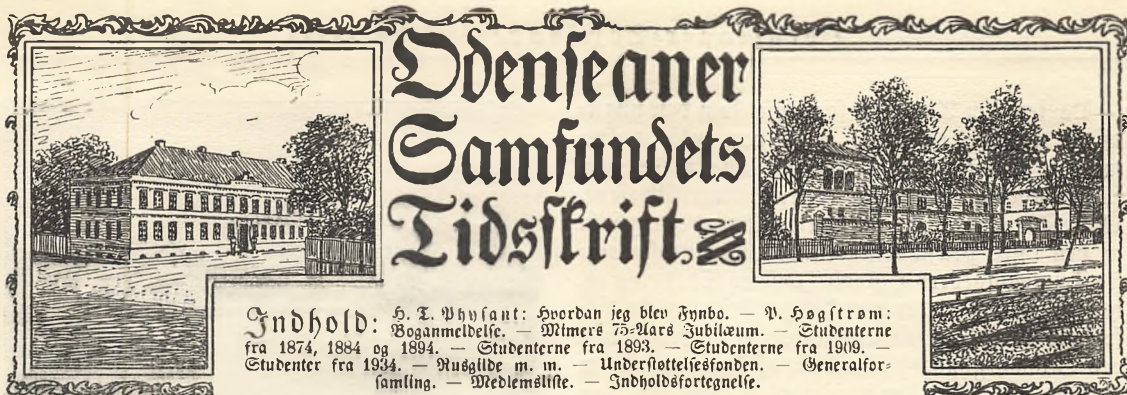 Odenseaner
Samfundets
Tidsskrift.
Indhold: H. T. Physant: Hvordan jeg blev Fynbo. — P. Høgstrøm:
Boganmeldelse. — Mimers 75-Aars Jubilæum. — Studenterne
fra 1874, 1884 og 1894. — Studenterne fra 1893. — Studenterne fra 1909. —
Studenter fra 1934. — Rusgilde m. m. — Understøttelsesfonden. — Generalfor-
samling. — Medlemsliste. — Indholdsfortegnelse.